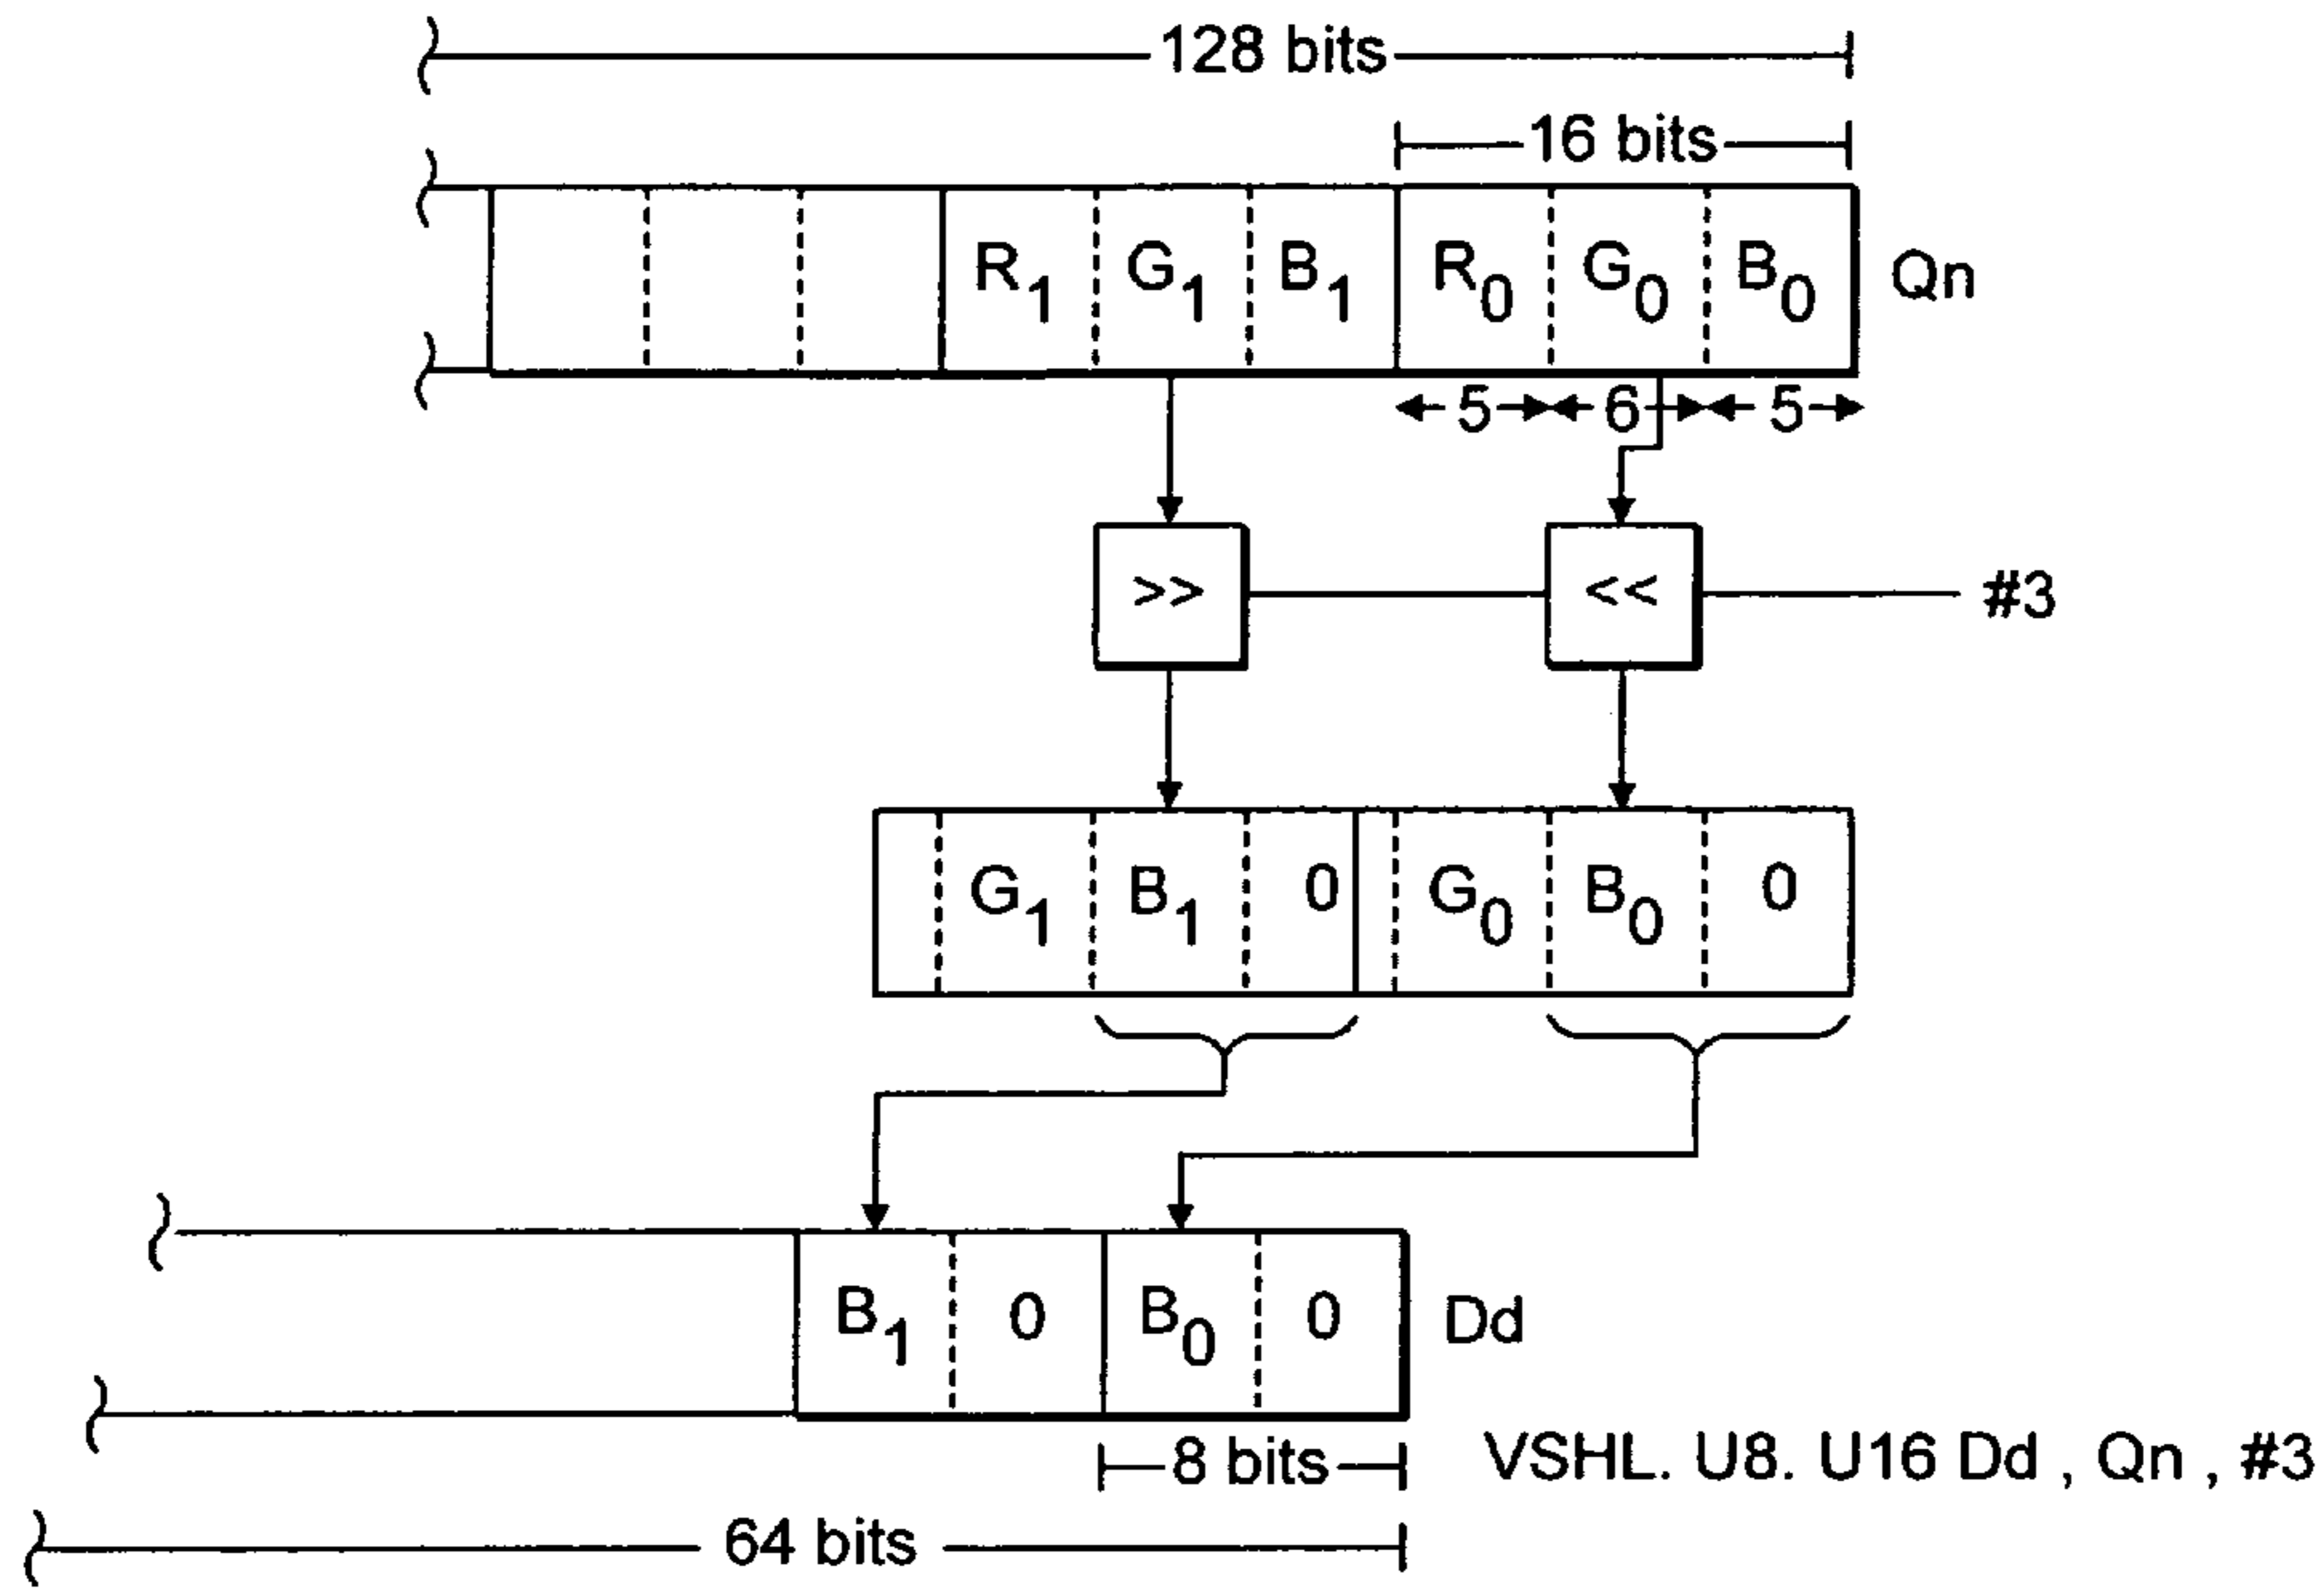 128 bits
16 bits
R1 G1 B1 R0 G0 B0 Qn
5 6 5
>> << #3
G1 B1 0 G0 B0 0
B1 0 B0 0 Dd
8 bits VSHL. U8. U16 Dd , Qn , #3
64 bits